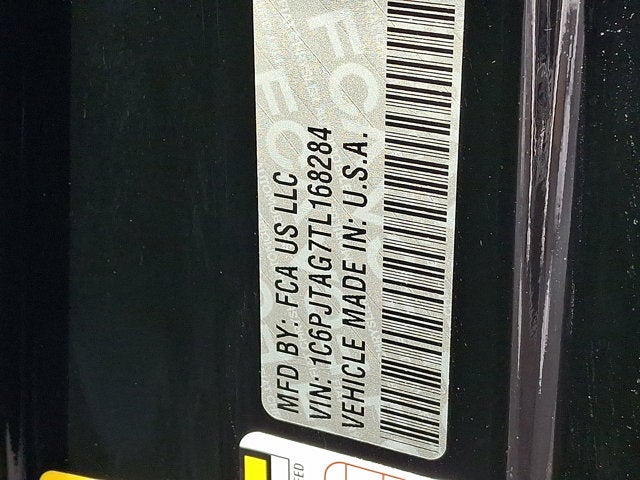 MFD BY: FCA US LLC
VIN: 1C6PJTAG7TL168284
VEHICLE MADE IN: U.S.A.